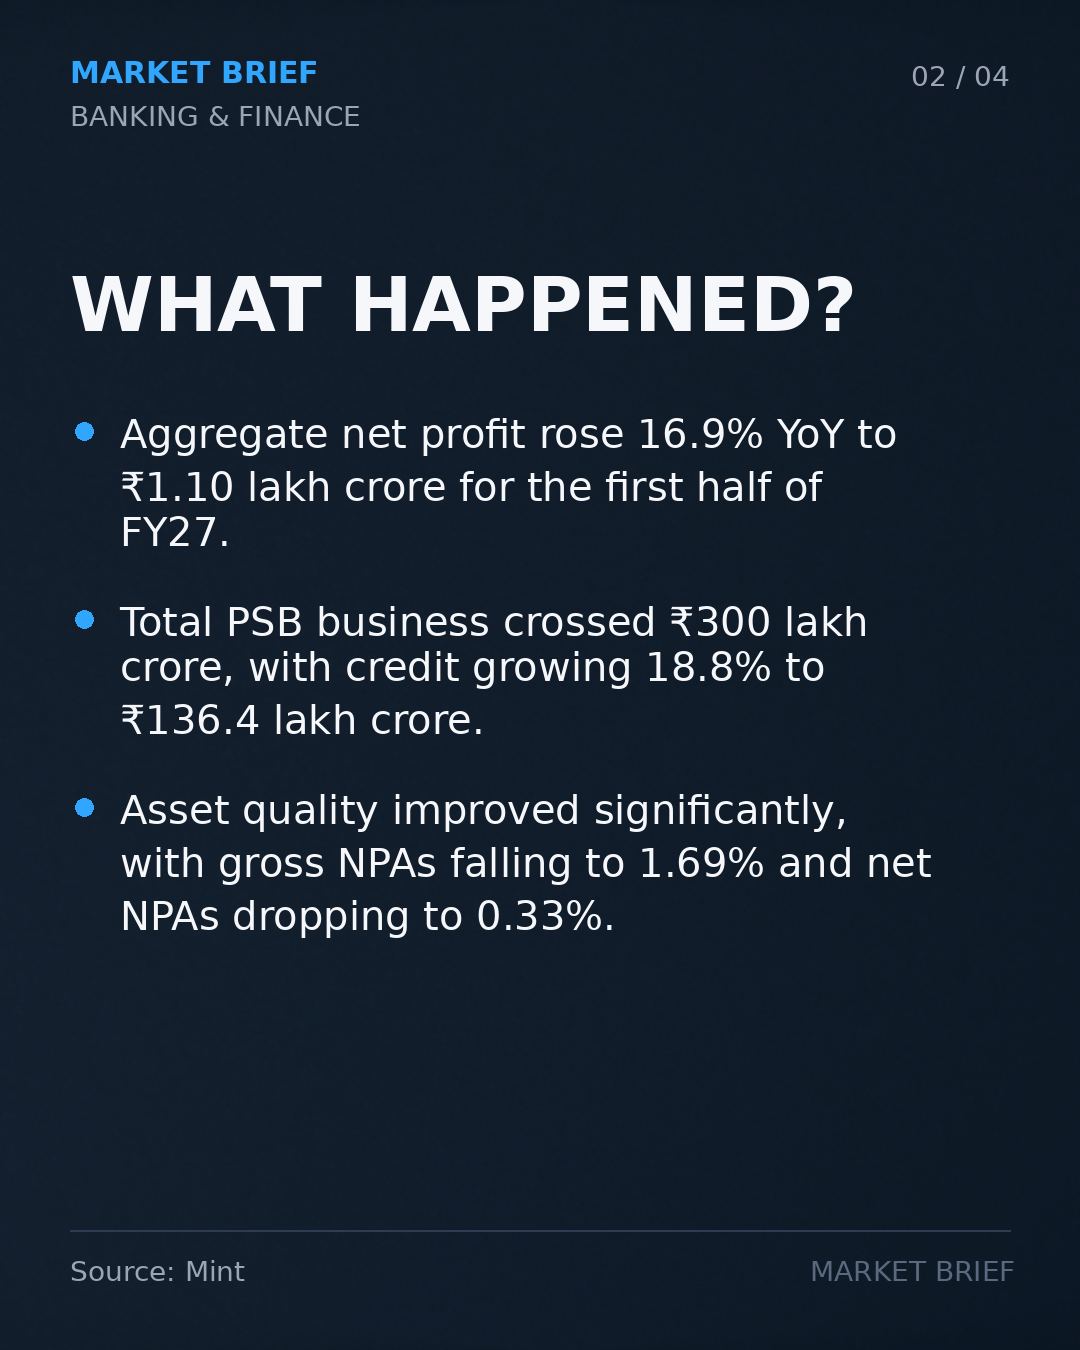 MARKET BRIEF
02 / 04
BANKING & FINANCE
WHAT HAPPENED?
Aggregate net profit rose 16.9% YoY to
₹1.10 lakh crore for the first half of
FY27.
Total PSB business crossed ₹300 lakh
crore, with credit growing 18.8% to
₹136.4 lakh crore.
Asset quality improved significantly,
with gross NPAs falling to 1.69% and net
NPAs dropping to 0.33%.
Source: Mint
MARKET BRIEF